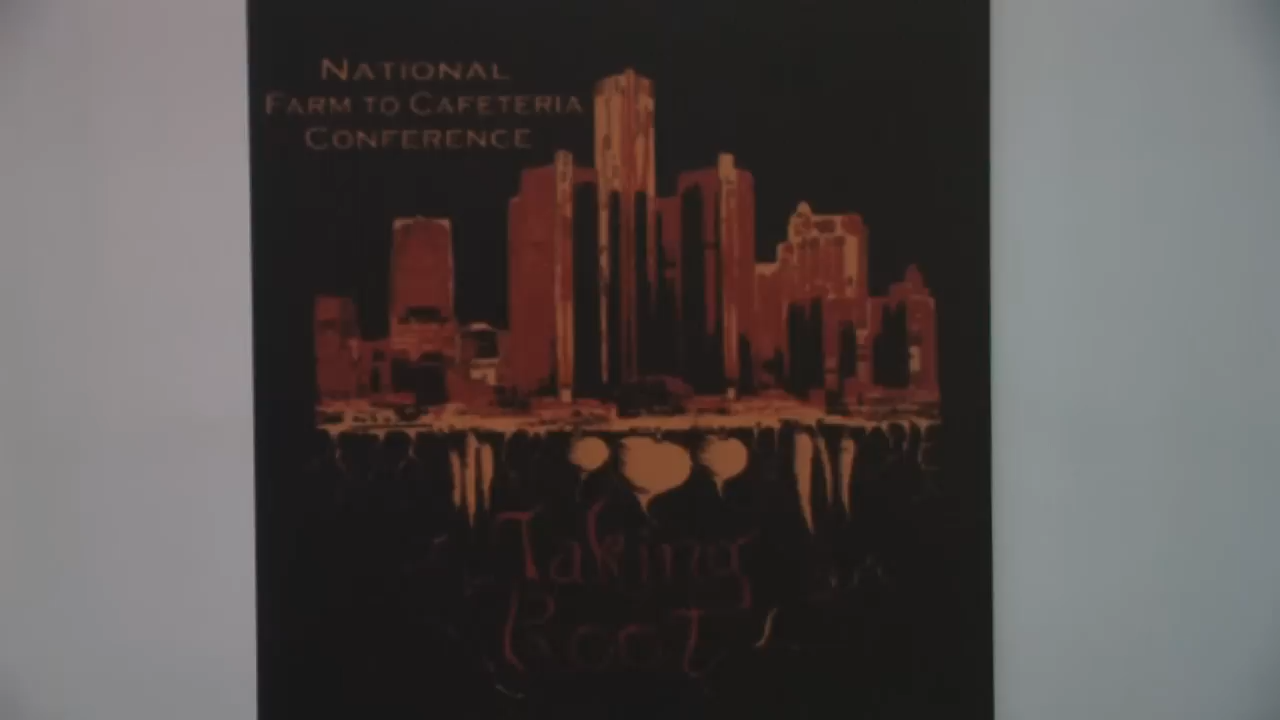 National
Farm to Cafeteria
Conference
Taking
Root